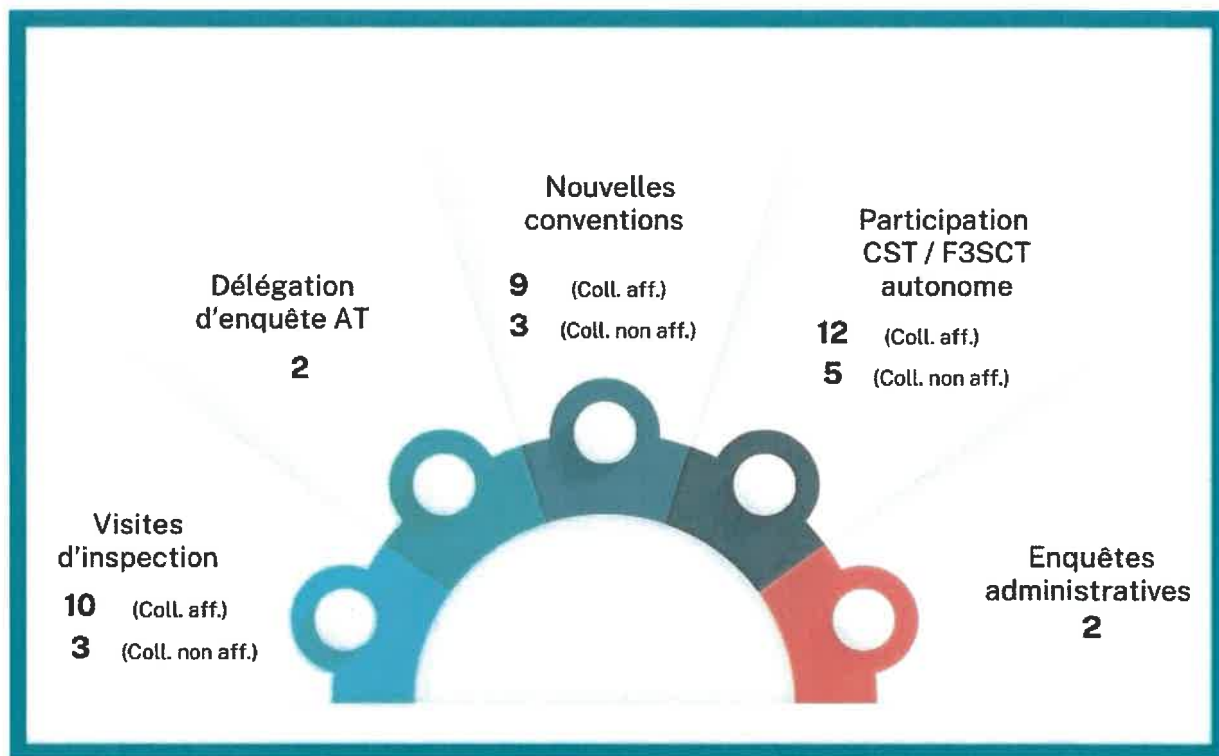 Nouvelles
conventions
9 (Coll. aff.)
3 (Coll. non aff.)
Participation
CST / F3SCT
autonome
12 (Coll. aff.)
5 (Coll. non aff.)
Délégation
d'enquête AT
2
Visites
d'inspection
10 (Coll. aff.)
3 (Coll. non aff.)
Enquêtes
administratives
2